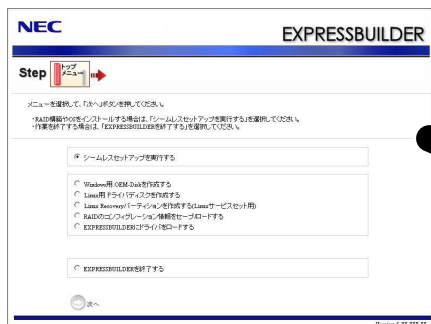 NEC
EXPRESSBUILDER
Step
トップ
メニュー
メニューを選択して、「次へ」ボタンを押してください。
・RAID構築やOSをインストールする場合は、「シームレスセットアップを実行する」を選択してください。
・作業を終了する場合は、「EXPRESSBUILDERを終了する」を選択してください。
シームレスセットアップを実行する
Windows用 OEM-Diskを作成する
Linux用 ドライバディスクを作成する
Linux Recoveryパーティションを作成する(Linuxサービスセット用)
RAIDのコンフィグレーション情報をセーブ/ロードする
EXPRESSBUILDERにドライバをロードする
EXPRESSBUILDERを終了する
次へ